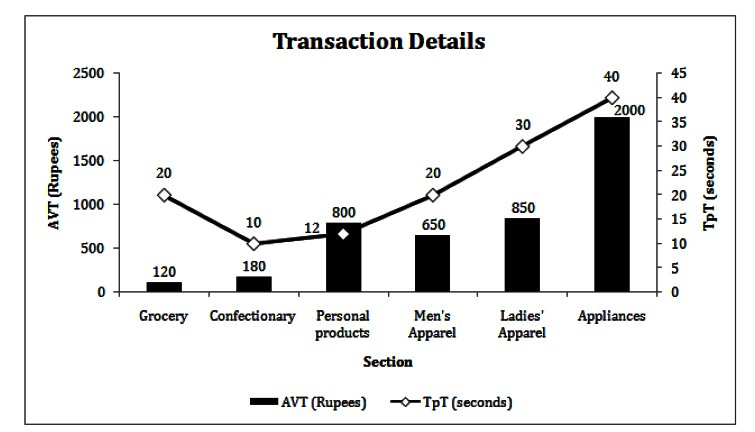 Transaction Details
2500
2000
1500
1000
500
0
AVT (Rupees)
45
40
35
30
25
20
15
10
5
0
TpT (seconds)
20
10
12
20
30
40
120
180
800
650
850
2000
Grocery
Confectionary
Personal
products
Men's
Apparel
Ladies'
Apparel
Appliances
Section
AVT (Rupees)
TpT (seconds)